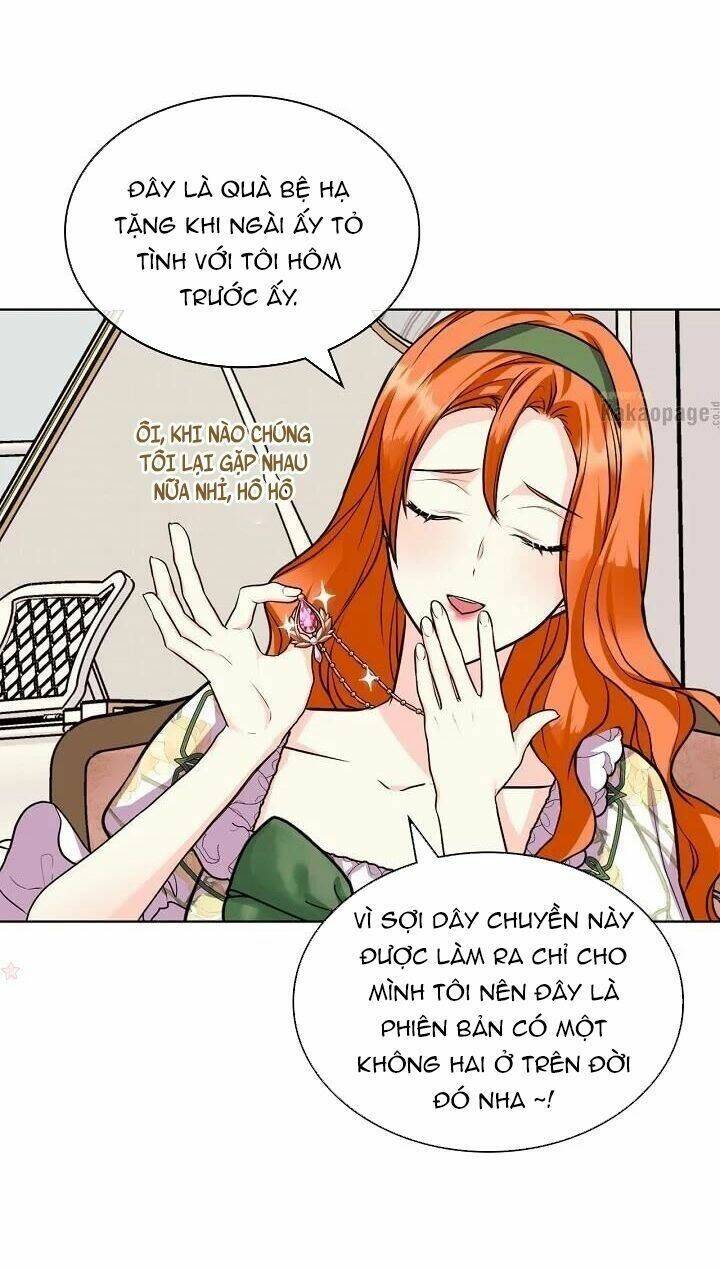 ĐÂY LÀ QUÀ BỆ HẠ
TẶNG KHI NGÀI ẤY TỎ
TÌNH VỚI TÔI HÔM
TRƯỚC ẤY.
ÔI, KHI NÀO CHÚNG
TÔI LẠI GẶP NHAU
NỮA NHỈ, HÔ HÔ
kakaopage.co.id
VÌ SỢI DÂY CHUYỀN NÀY
ĐƯỢC LÀM RA CHỈ CHO
MÌNH TÔI NÊN ĐÂY LÀ
PHIÊN BẢN CÓ MỘT
KHÔNG HAI Ở TRÊN ĐỜI
ĐÓ NHA ~!